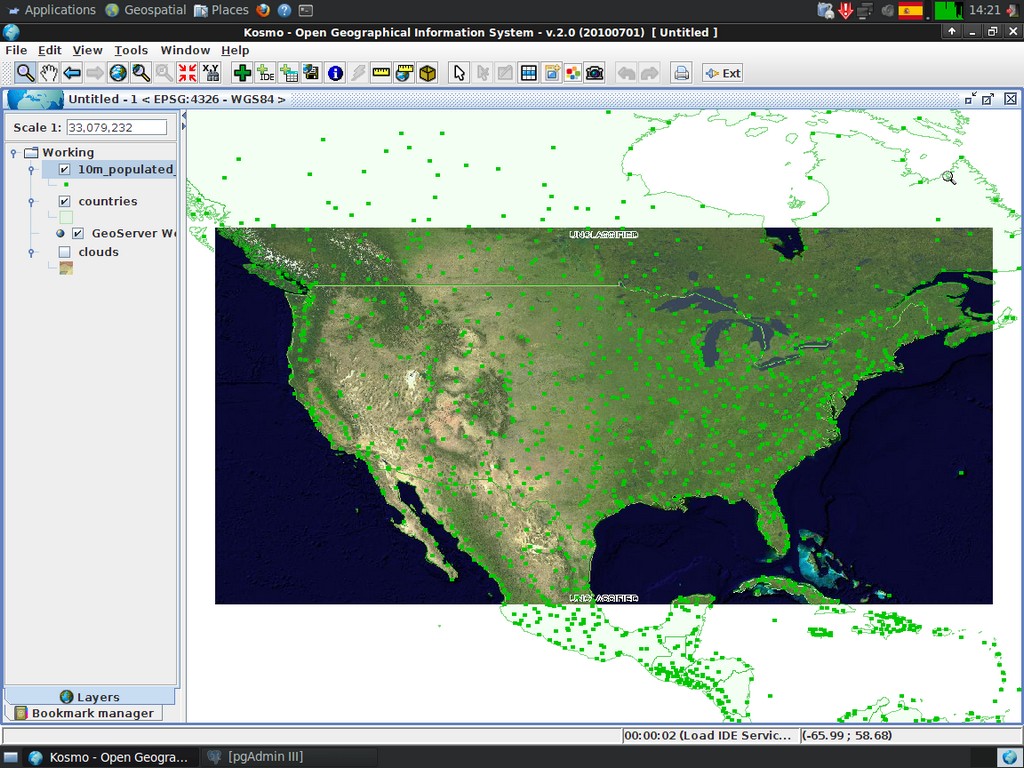 Applications Geospatial Places 14:21
Kosmo - Open Geographical Information System - v.2.0 (20100701) [ Untitled ]
File Edit View Tools Window Help
X,Y IDE Ext
Untitled - 1 < EPSG:4326 - WGS84 >
Scale 1: 33,079,232
Working
10m_populated_
countries
GeoServer We
clouds
UNCLASSIFIED
UNCLASSIFIED
Layers
Bookmark manager
00:00:02 (Load IDE Servic... (-65.99 ; 58.68)
Kosmo - Open Geogra... [pgAdmin III]